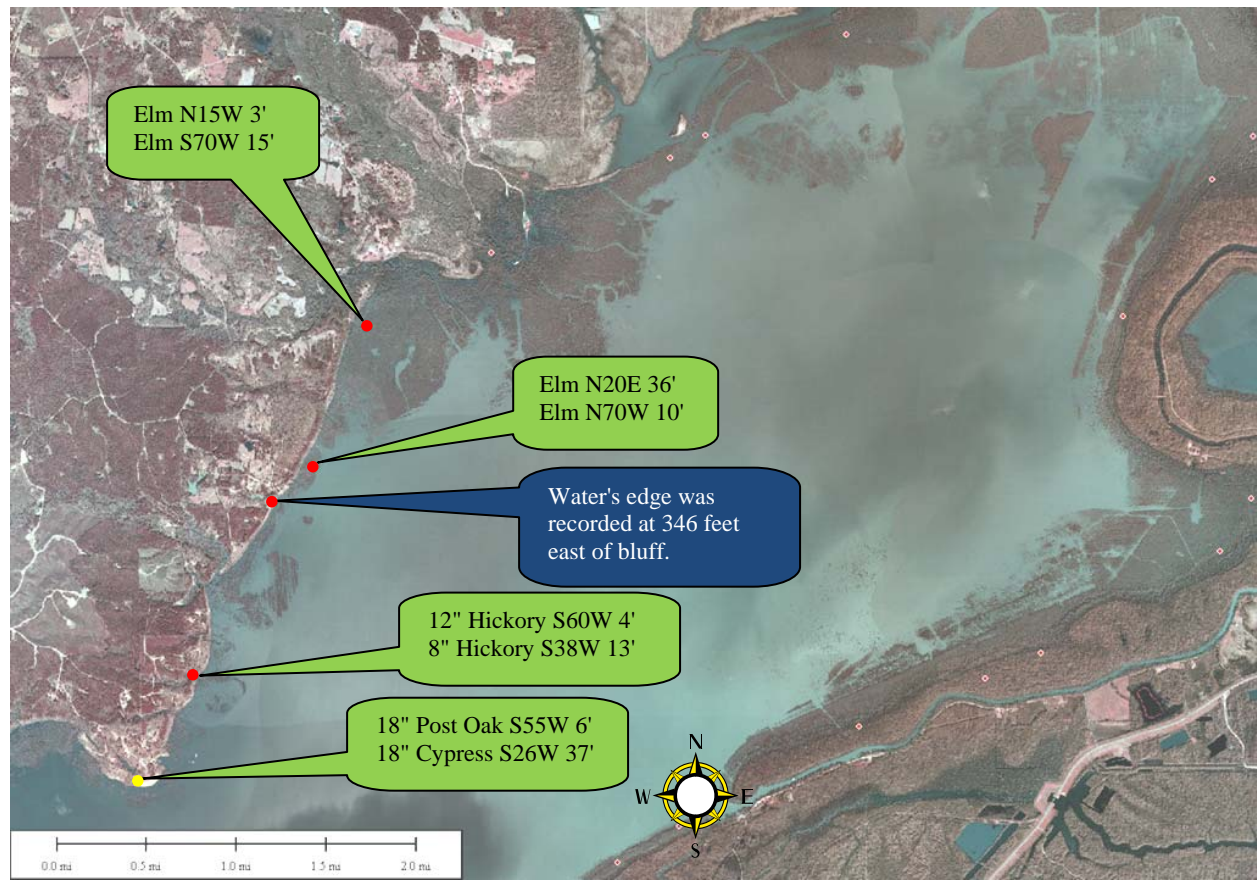 Elm N15W 3'
Elm S70W 15'
Elm N20E 36'
Elm N70W 10'
Water's edge was
recorded at 346 feet
east of bluff.
12" Hickory S60W 4'
8" Hickory S38W 13'
18" Post Oak S55W 6'
18" Cypress S26W 37'
N
W E
S
0.0 mi 0.5 mi 1.0 mi 1.5 mi 2.0 mi